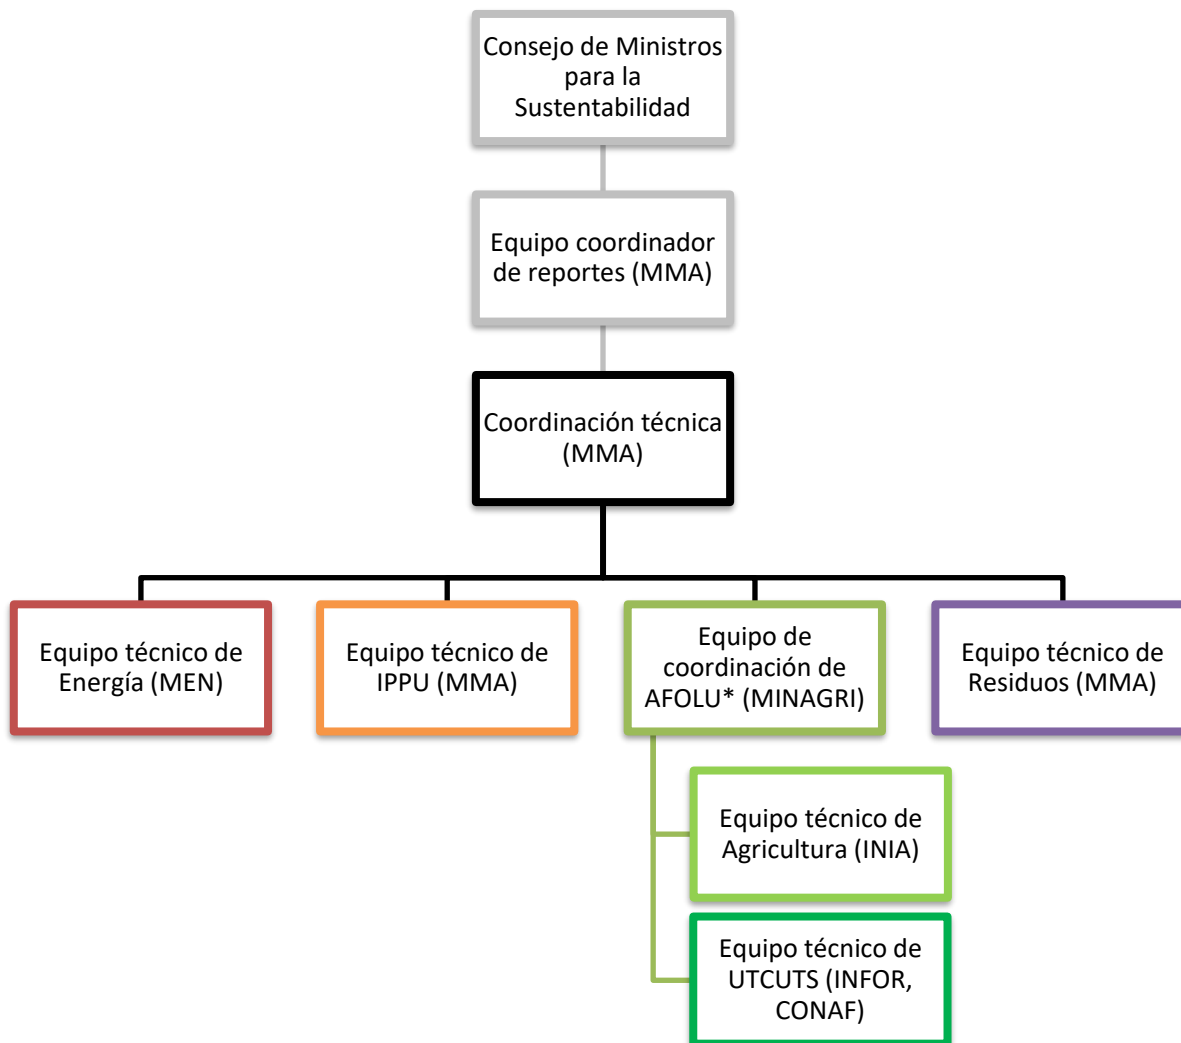 Consejo de Ministros
para la
Sustentabilidad
Equipo coordinador
de reportes (MMA)
Coordinación técnica
(MMA)
Equipo técnico de
Energía (MEN)
Equipo técnico de
IPPU (MMA)
Equipo de
coordinación de
AFOLU* (MINAGRI)
Equipo técnico de
Residuos (MMA)
Equipo técnico de
Agricultura (INIA)
Equipo técnico de
UTCUTS (INFOR,
CONAF)